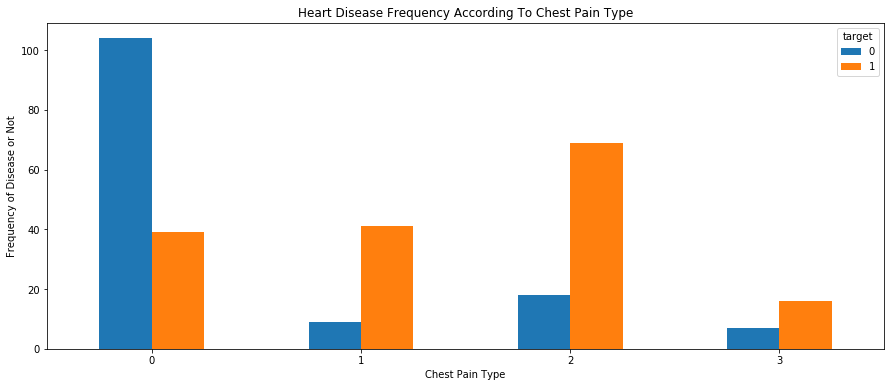 Heart Disease Frequency According To Chest Pain Type
target
0
1
Frequency of Disease or Not
100
80
60
40
20
0
0 1 2 3
Chest Pain Type